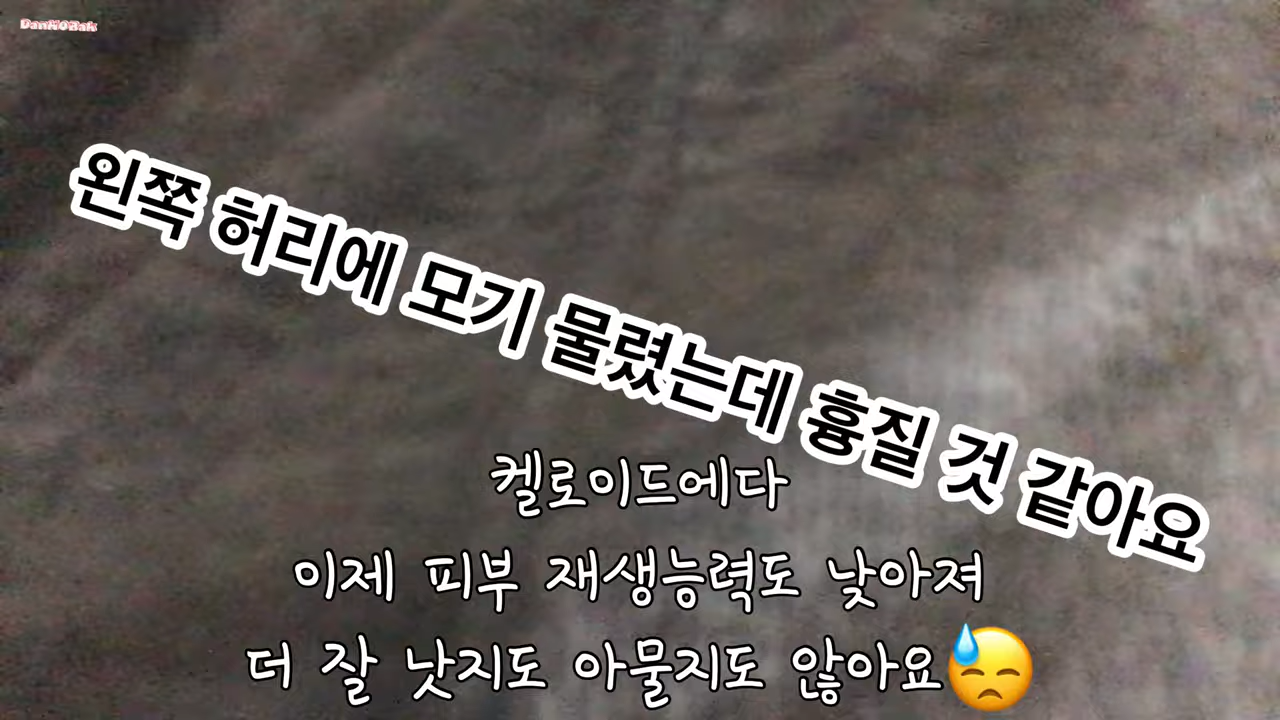 DanMoBak
왼쪽 허리에 모기 물렸는데 흉질 것 같아요
켈로이드에다
이제 피부 재생능력도 낮아져
더 잘 낫지도 아물지도 않아요😓